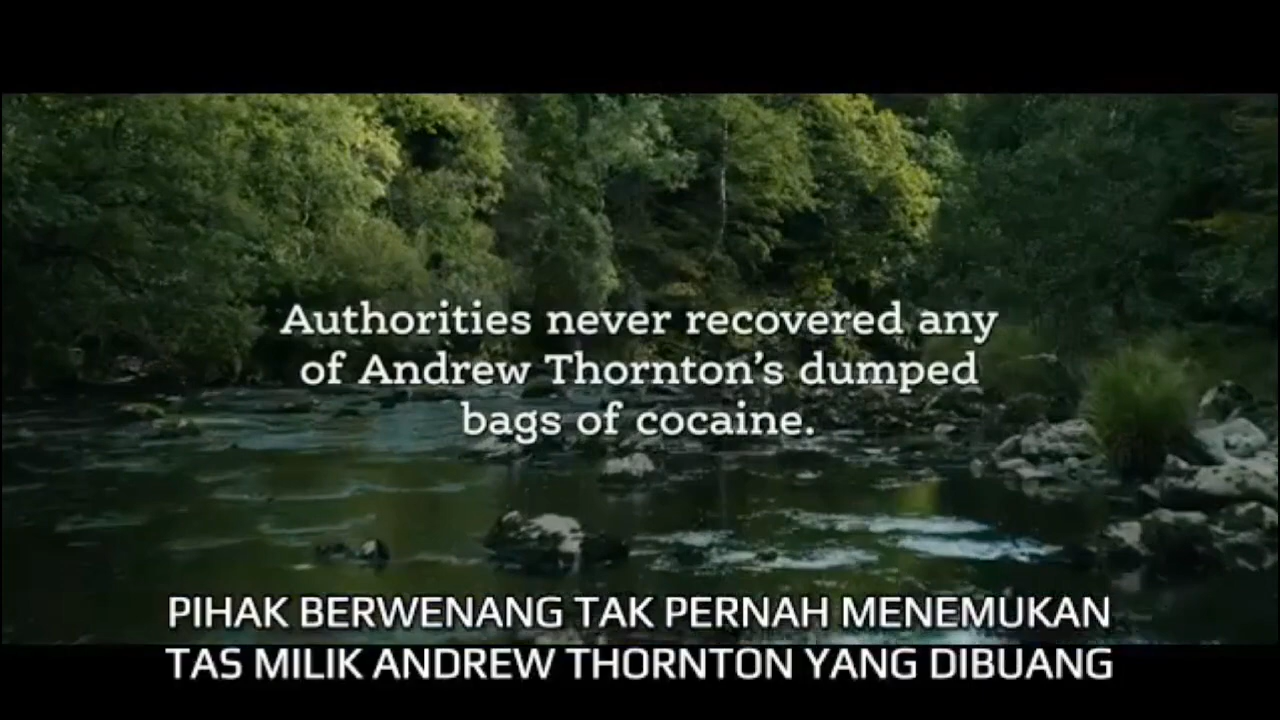 Authorities never recovered any
of Andrew Thornton's dumped
bags of cocaine.
PIHAK BERWENANG TAK PERNAH MENEMUKAN
TAS MILIK ANDREW THORNTON YANG DIBUANG